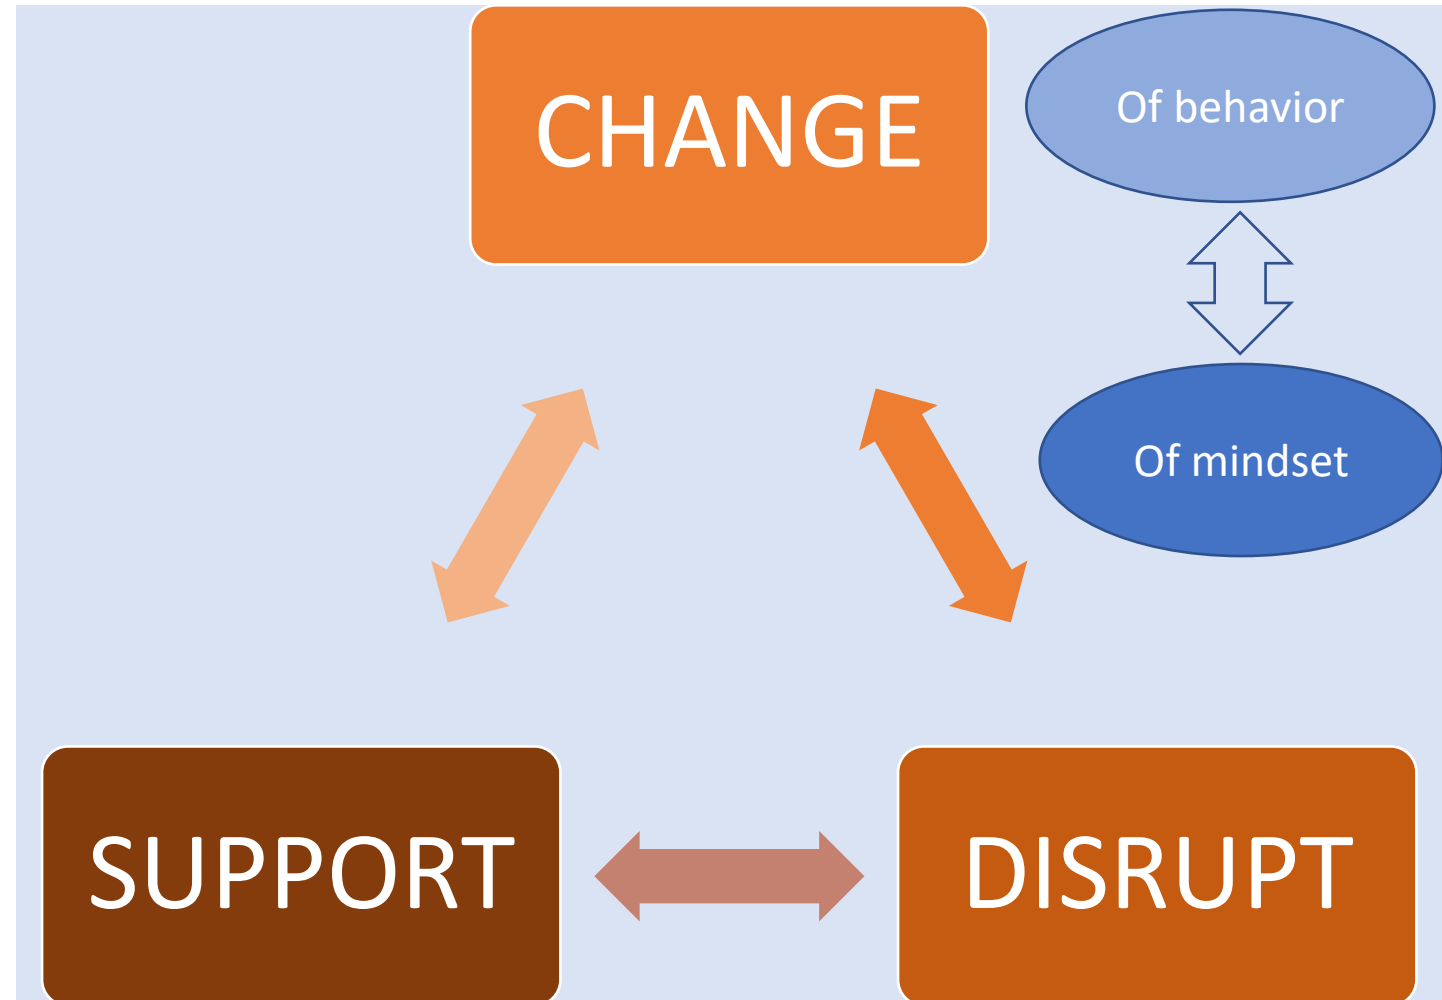 CHANGE
Of behavior
Of mindset
SUPPORT
DISRUPT